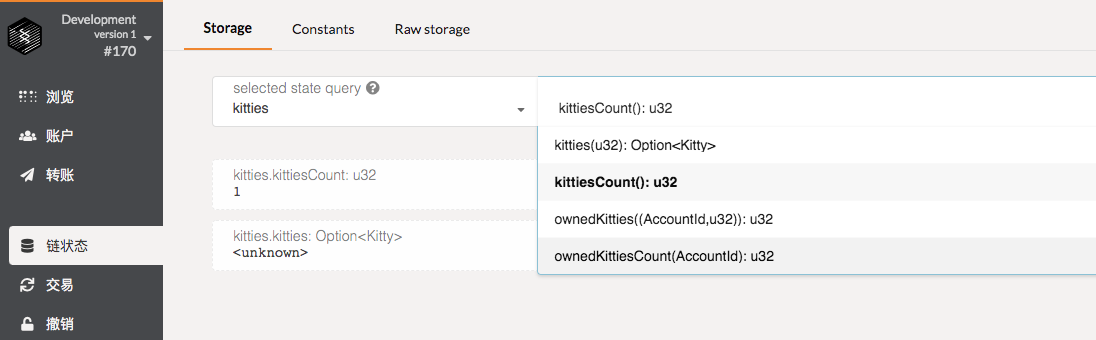 Development
version 1
#170
浏览
账户
转账
链状态
交易
撤销
Storage
Constants
Raw storage
selected state query ?
kitties
kittiesCount(): u32
kitties(u32): Option<Kitty>
kittiesCount(): u32
ownedKitties((AccountId,u32)): u32
ownedKittiesCount(AccountId): u32
kitties.kittiesCount: u32
1
kitties.kitties: Option<Kitty>
<unknown>